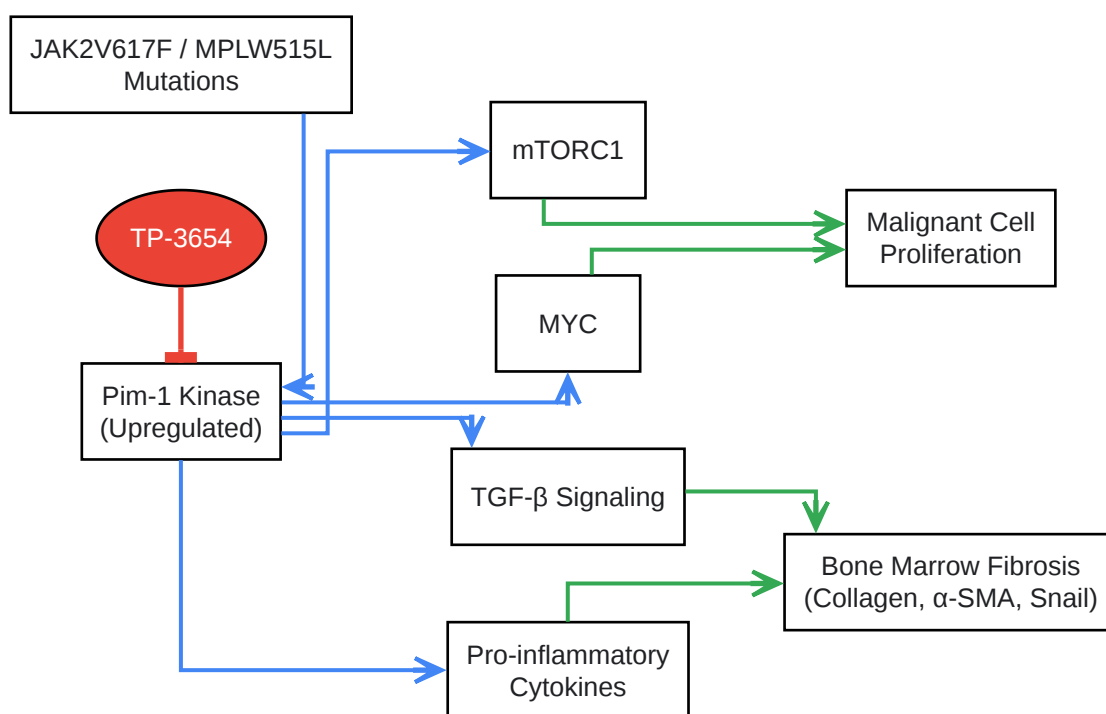 JAK2V617F / MPLW515L
Mutations
mTORC1
TP-3654
Malignant Cell
Proliferation
MYC
Pim-1 Kinase
(Upregulated)
TGF-β Signaling
Bone Marrow Fibrosis
(Collagen, α-SMA, Snail)
Pro-inflammatory
Cytokines